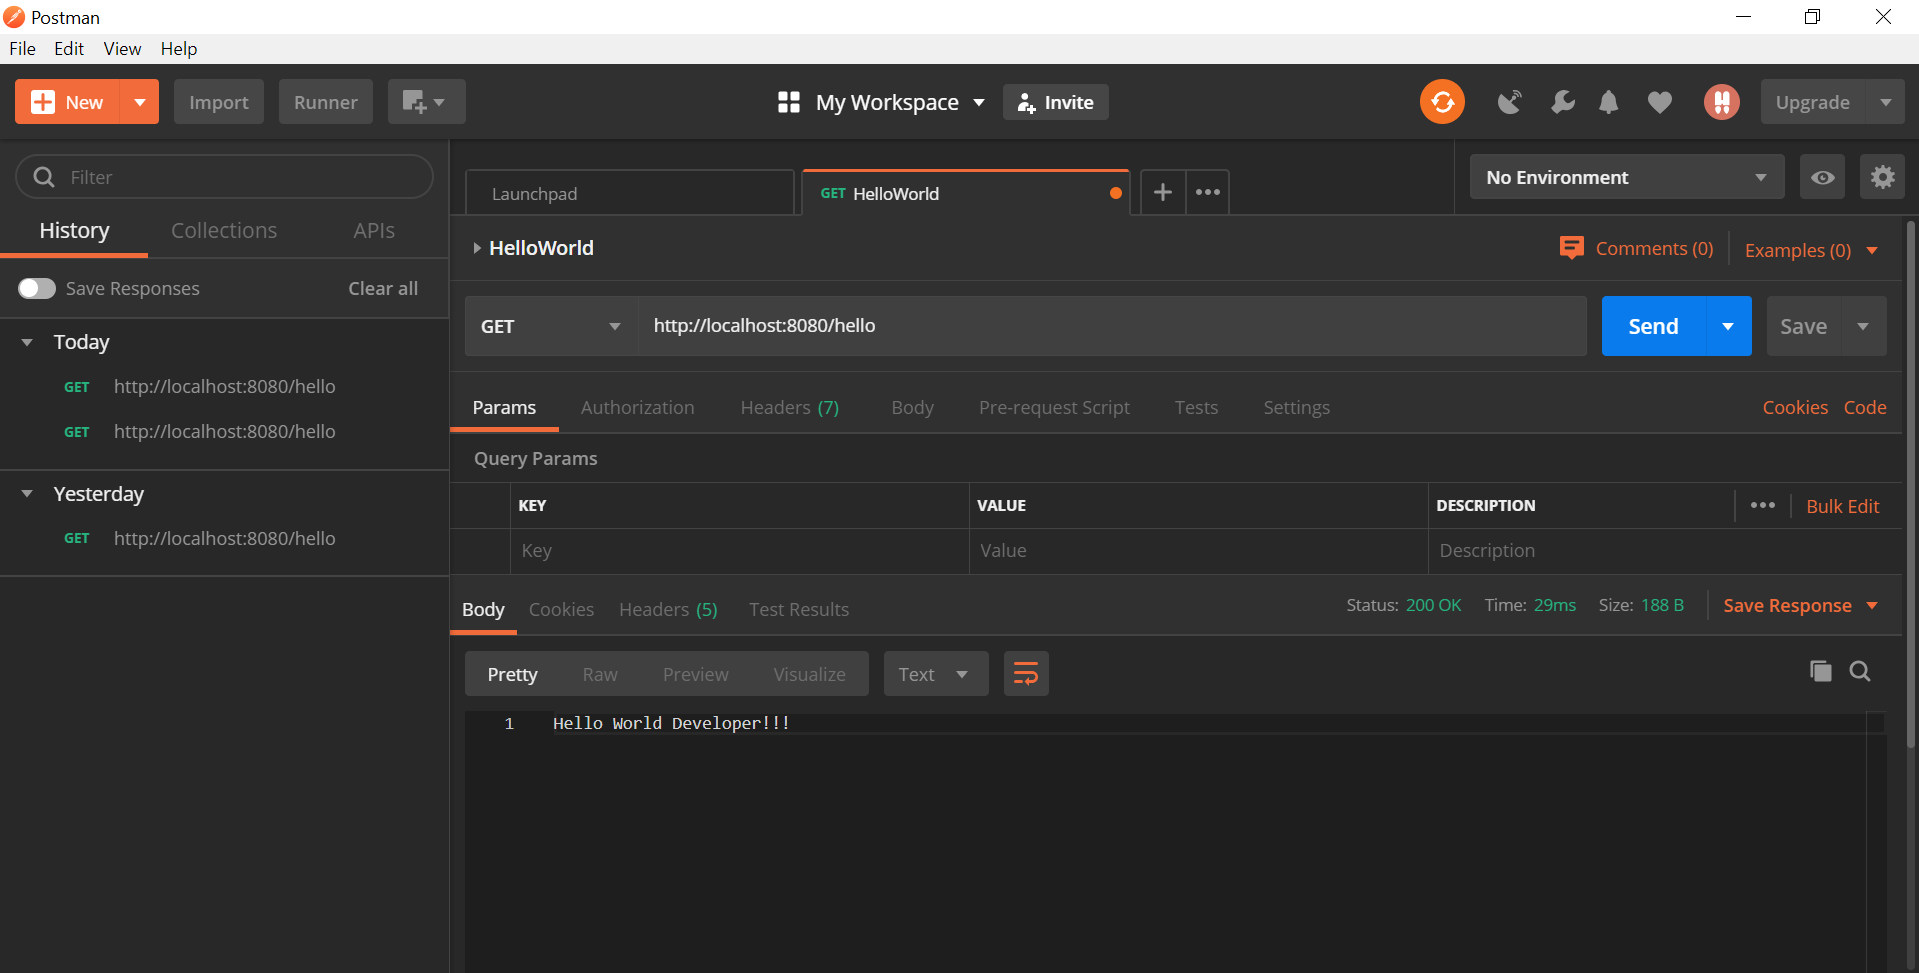 Postman
File Edit View Help
New Import Runner My Workspace Invite Upgrade
Filter
History Collections APIs
Save Responses Clear all
Today
GET http://localhost:8080/hello
GET http://localhost:8080/hello
Yesterday
GET http://localhost:8080/hello
Launchpad GET HelloWorld No Environment
HelloWorld Comments (0) Examples (0)
GET http://localhost:8080/hello Send Save
Params Authorization Headers (7) Body Pre-request Script Tests Settings Cookies Code
Query Params
KEY VALUE DESCRIPTION Bulk Edit
Key Value Description
Body Cookies Headers (5) Test Results Status: 200 OK Time: 29ms Size: 188 B Save Response
Pretty Raw Preview Visualize Text
1 Hello World Developer!!!